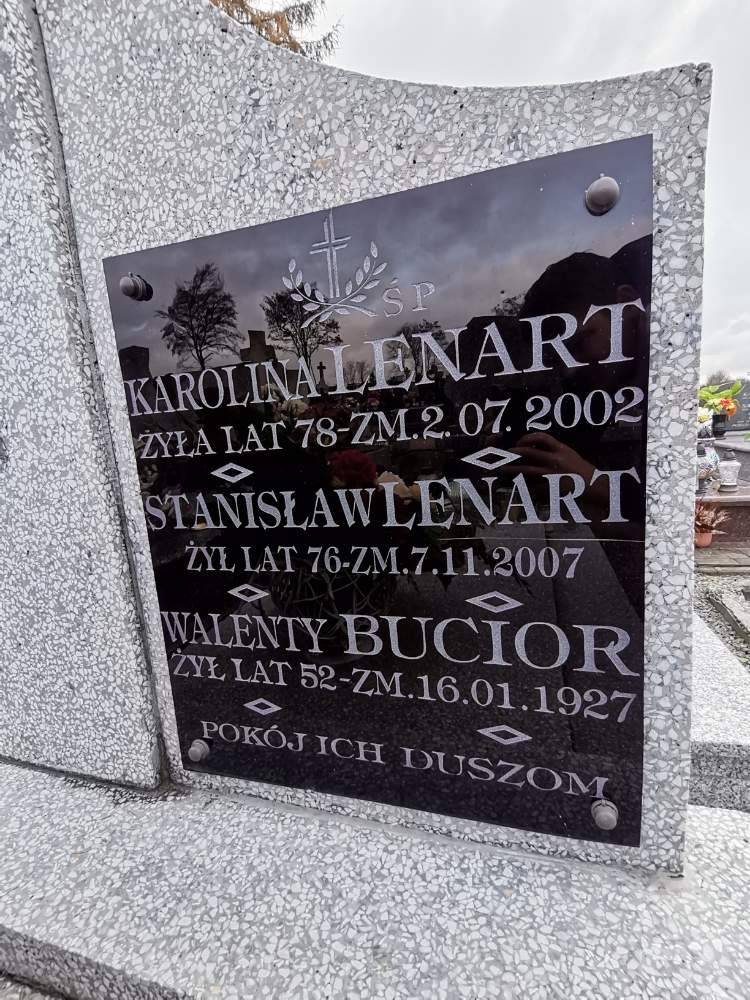 ŚP
KAROLINA LENART
ŻYŁA LAT 78-ZM.2.07.2002
STANISŁAW LENART
ŻYŁ LAT 76-ZM.7.11.2007
WALENTY BUCIOR
ŻYŁ LAT 52-ZM.16.01.1927
POKÓJ ICH DUSZOM